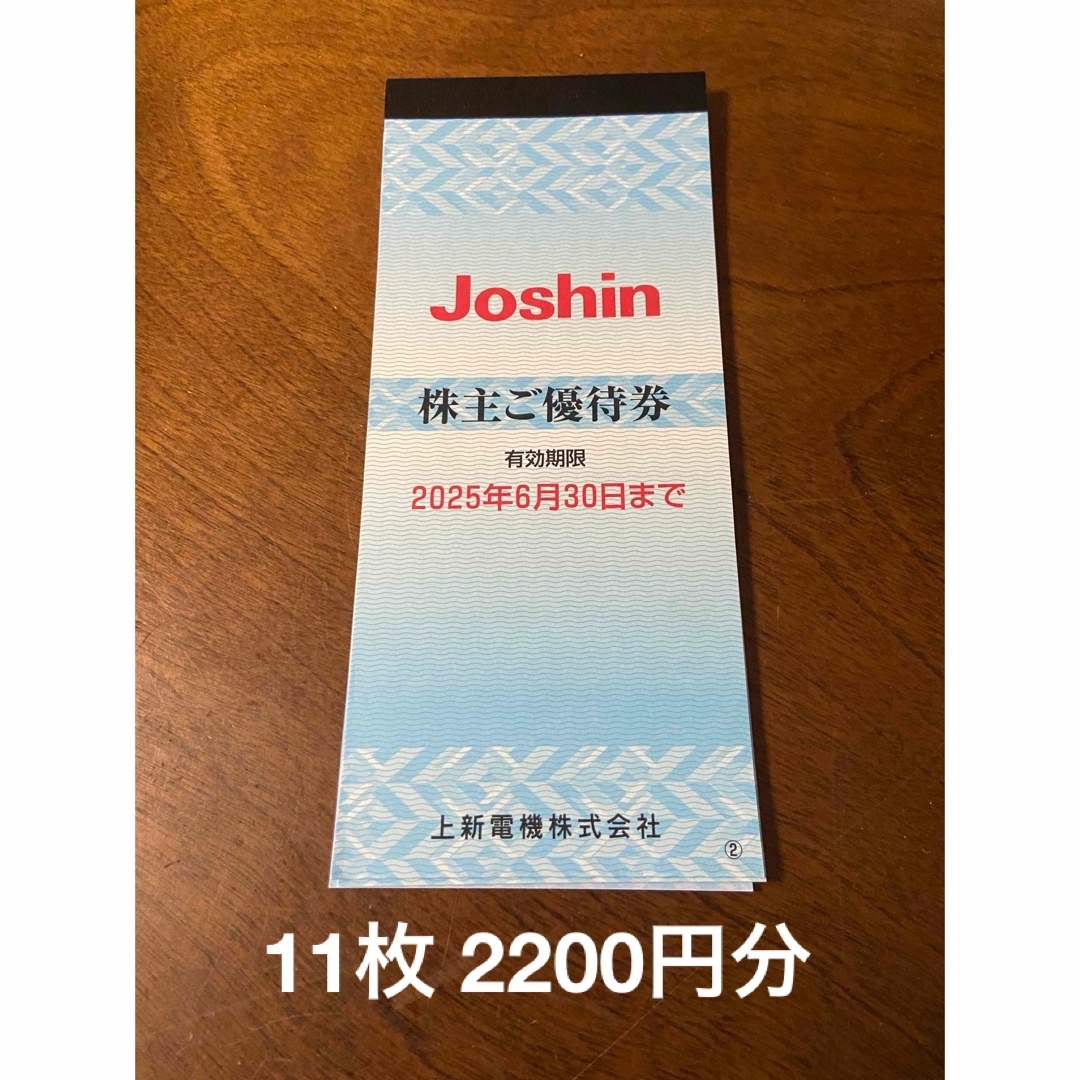 Joshin
株主ご優待券
有効期限
2025年6月30日まで
上新電機株式会社
②
11枚 2200円分